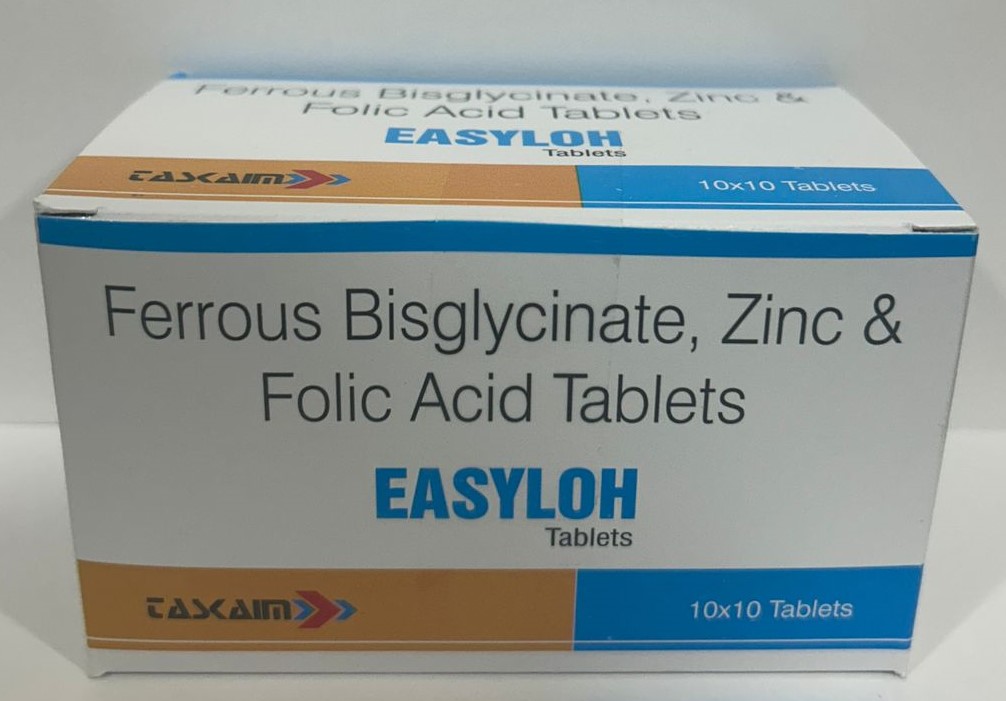 Ferrous Bisglycinate, Zinc &
Folic Acid Tablets
EASYLOH
Tablets
TASKAIM
10x10 Tablets
Ferrous Bisglycinate, Zinc &
Folic Acid Tablets
EASYLOH
Tablets
TASKAIM
10x10 Tablets